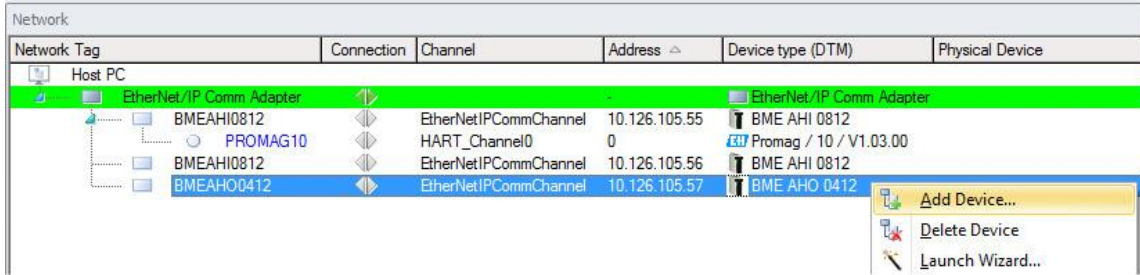 Network
Network Tag Connection Channel Address Device type (DTM) Physical Device
Host PC
EtherNet/IP Comm Adapter - EtherNet/IP Comm Adapter
BMEAHI0812 EtherNetIPCommChannel 10.126.105.55 BME AHI 0812
PROMAG10 HART_Channel0 0 Promag / 10 / V1.03.00
BMEAHI0812 EtherNetIPCommChannel 10.126.105.56 BME AHI 0812
BMEAHO0412 EtherNetIPCommChannel 10.126.105.57 BME AHO 0412
Add Device...
Delete Device
Launch Wizard...